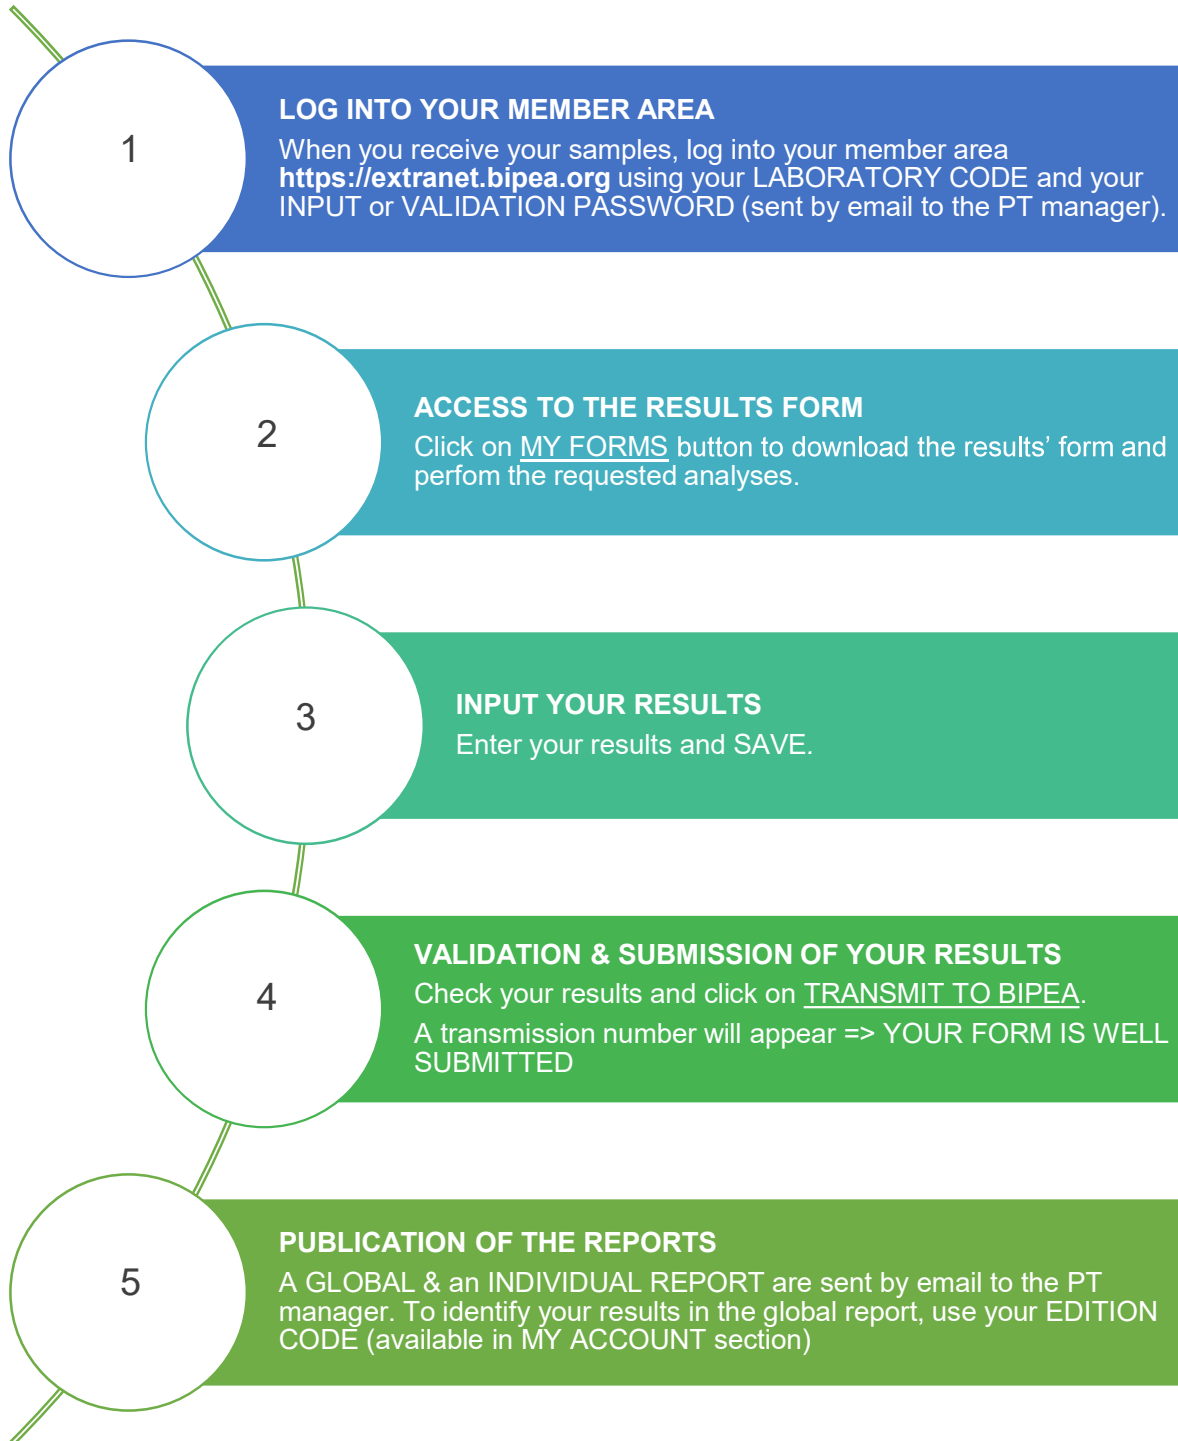 1
LOG INTO YOUR MEMBER AREA
When you receive your samples, log into your member area
https://extranet.bipea.org using your LABORATORY CODE and your
INPUT or VALIDATION PASSWORD (sent by email to the PT manager).
2
ACCESS TO THE RESULTS FORM
Click on MY FORMS button to download the results’ form and
perfom the requested analyses.
3
INPUT YOUR RESULTS
Enter your results and SAVE.
4
VALIDATION & SUBMISSION OF YOUR RESULTS
Check your results and click on TRANSMIT TO BIPEA.
A transmission number will appear => YOUR FORM IS WELL
SUBMITTED
5
PUBLICATION OF THE REPORTS
A GLOBAL & an INDIVIDUAL REPORT are sent by email to the PT
manager. To identify your results in the global report, use your EDITION
CODE (available in MY ACCOUNT section)